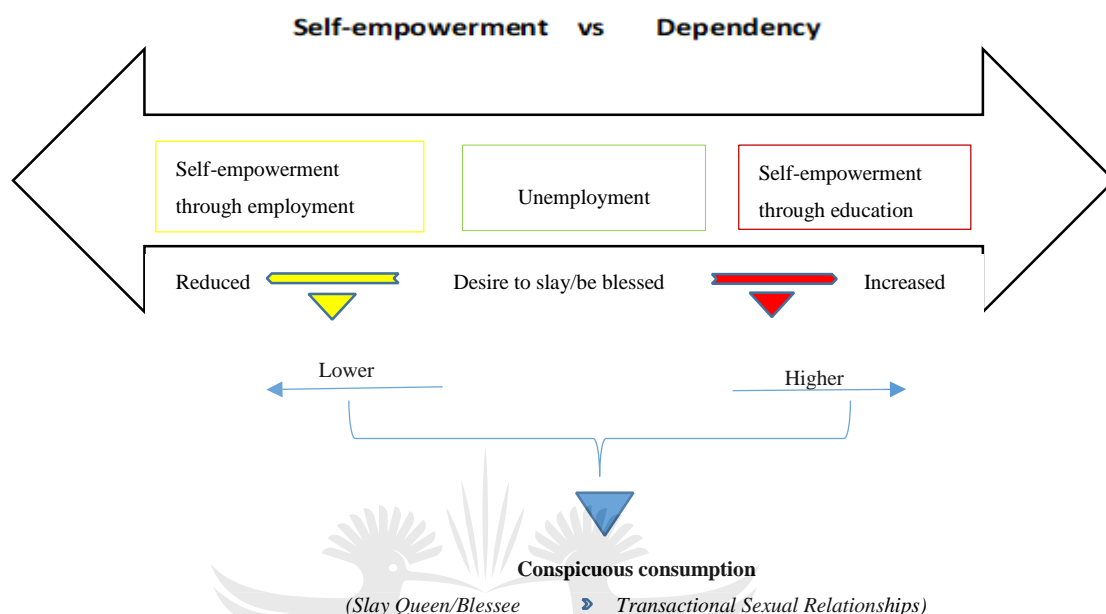 Self-empowerment vs Dependency
Self-empowerment
through employment
Unemployment
Self-empowerment
through education
Reduced
Desire to slay/be blessed
Increased
Lower
Higher
Conspicuous consumption
(Slay Queen/Blessee Transactional Sexual Relationships)